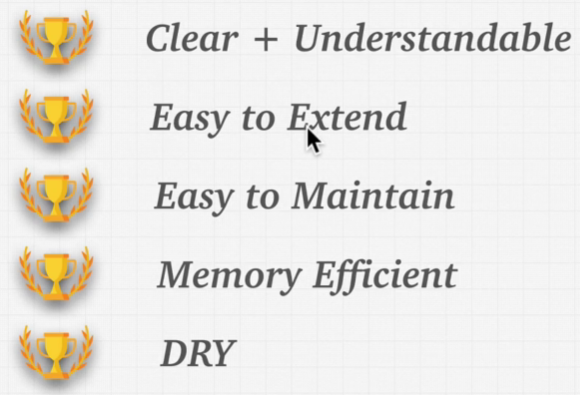 Clear + Understandable
Easy to Extend
Easy to Maintain
Memory Efficient
DRY